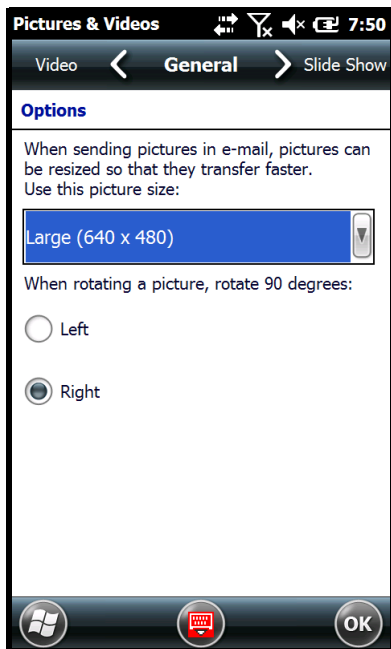 Pictures & Videos 7:50
Video General Slide Show
Options
When sending pictures in e-mail, pictures can
be resized so that they transfer faster.
Use this picture size:
Large (640 x 480)
When rotating a picture, rotate 90 degrees:
Left
Right
OK